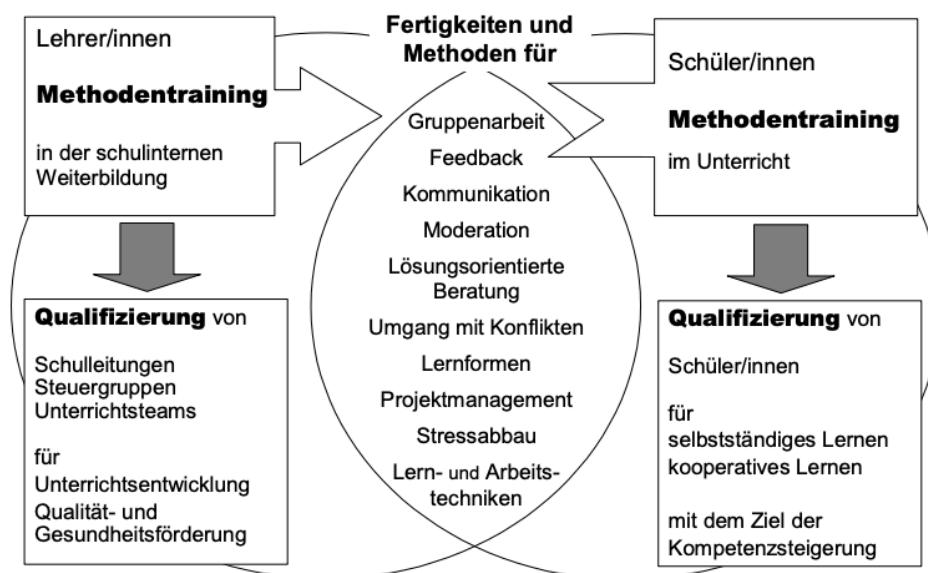 Lehrer/innen
Methodentraining
in der schulinternen
Weiterbildung
Fertigkeiten und
Methoden für
Gruppenarbeit
Feedback
Kommunikation
Moderation
Lösungsorientierte
Beratung
Umgang mit Konflikten
Lernformen
Projektmanagement
Stressabbau
Lern- und Arbeits-
techniken
Schüler/innen
Methodentraining
im Unterricht
Qualifizierung von
Schulleitungen
Steuergruppen
Unterrichtsteams
für
Unterrichtsentwicklung
Qualität- und
Gesundheitsförderung
Qualifizierung von
Schüler/innen
für
selbstständiges Lernen
kooperatives Lernen
mit dem Ziel der
Kompetenzsteigerung